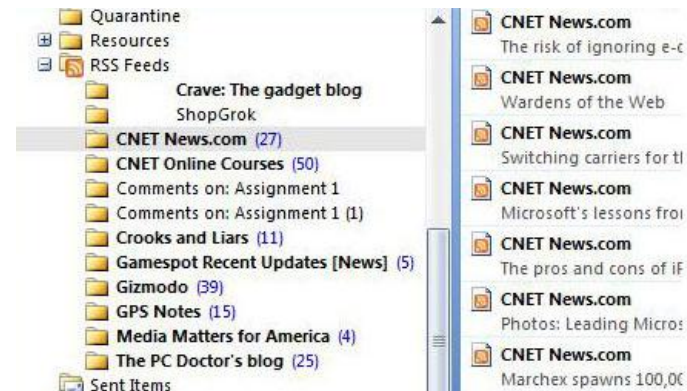 Quarantine
Resources
RSS Feeds
Crave: The gadget blog
ShopGrok
CNET News.com (27)
CNET Online Courses (50)
Comments on: Assignment 1
Comments on: Assignment 1 (1)
Crooks and Liars (11)
Gamespot Recent Updates [News] (5)
Gizmodo (39)
GPS Notes (15)
Media Matters for America (4)
The PC Doctor's blog (25)
Sent Items
CNET News.com
The risk of ignoring
CNET News.com
Wardens of the Web
CNET News.com
Switching carriers for
CNET News.com
Microsoft's lessons
CNET News.com
The pros and cons of
CNET News.com
Photos: Leading
CNET News.com
Marchex spawns